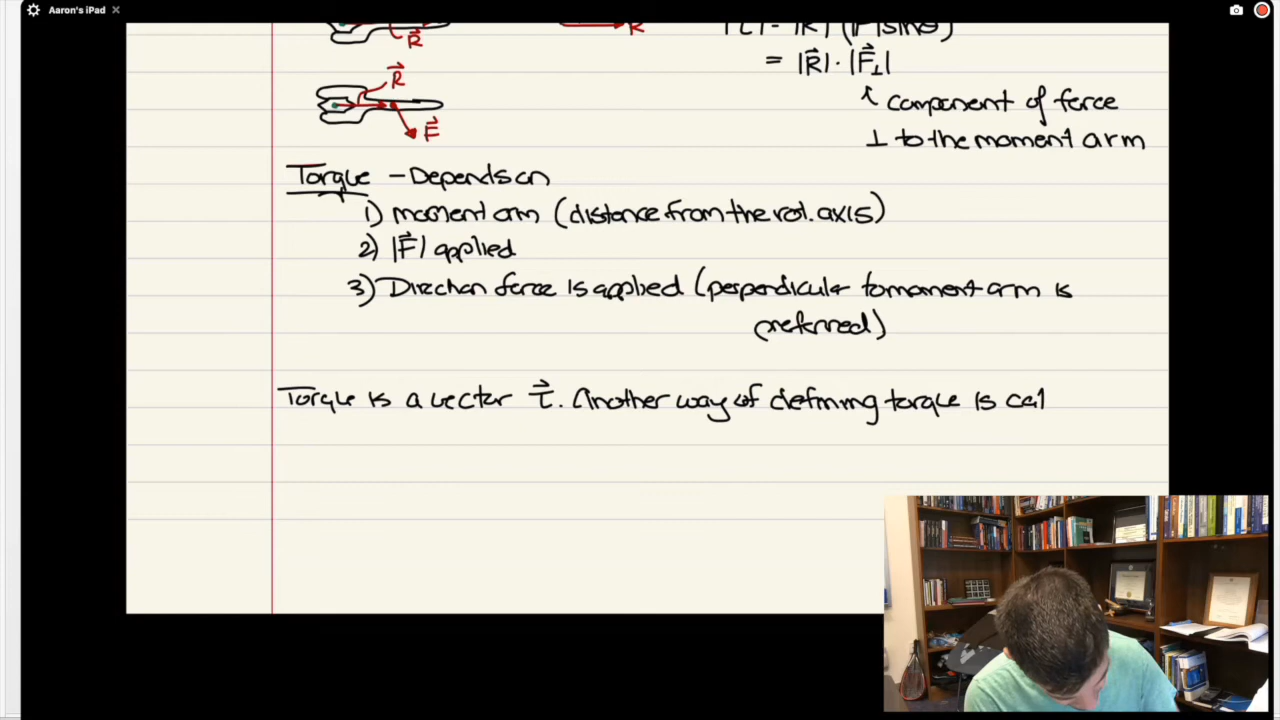 Aaron's iPad
R
|τ| = |R| (|F|sinθ)
= |R|·|F⊥|
R
↑ component of force
F
⊥ to the moment arm
Torque - Depends on
1) moment arm (distance from the rot. axis)
2) |F| applied
3) Direction force is applied (perpendicular to moment arm is
preferred)
Torque is a vector τ. Another way of defining torque is cal